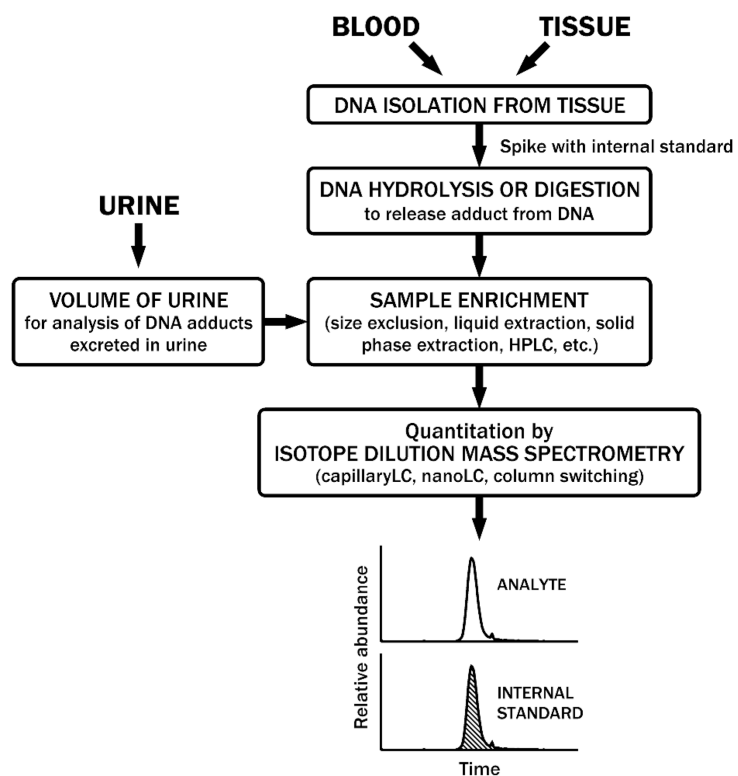 BLOOD
TISSUE
DNA ISOLATION FROM TISSUE
Spike with internal standard
DNA HYDROLYSIS OR DIGESTION
to release adduct from DNA
URINE
VOLUME OF URINE
for analysis of DNA adducts
excreted in urine
SAMPLE ENRICHMENT
(size exclusion, liquid extraction, solid
phase extraction, HPLC, etc.)
Quantitation by
ISOTOPE DILUTION MASS SPECTROMETRY
(capillaryLC, nanoLC, column switching)
Relative abundance
ANALYTE
INTERNAL
STANDARD
Time